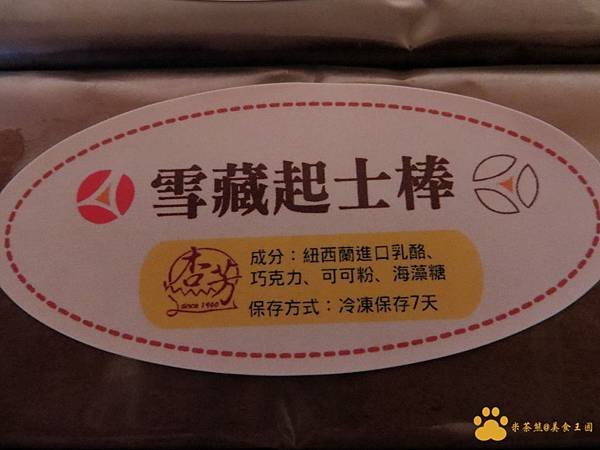 雪藏起士棒
杏芳
since 1960
成分：紐西蘭進口乳酪、
巧克力、可可粉、海藻糖
保存方式：冷凍保存7天
米茶熊@美食王國